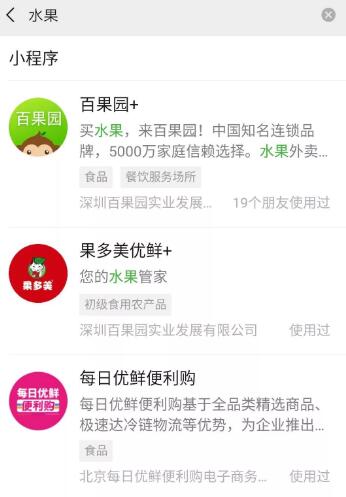 水果
小程序
百果园
百果园+
买水果，来百果园！中国知名连锁品
牌，5000万家庭信赖选择。水果外卖...
食品 餐饮服务场所
深圳百果园实业发展... 19个朋友使用过
果多美
果多美优鲜+
您的水果管家
初级食用农产品
深圳百果园实业发展有限公司 使用过
每日优鲜
便利购
每日优鲜便利购
每日优鲜便利购基于全品类精选商品、
极速达冷链物流等优势，为企业推出...
食品
北京每日优鲜便利购电子商务... 使用过